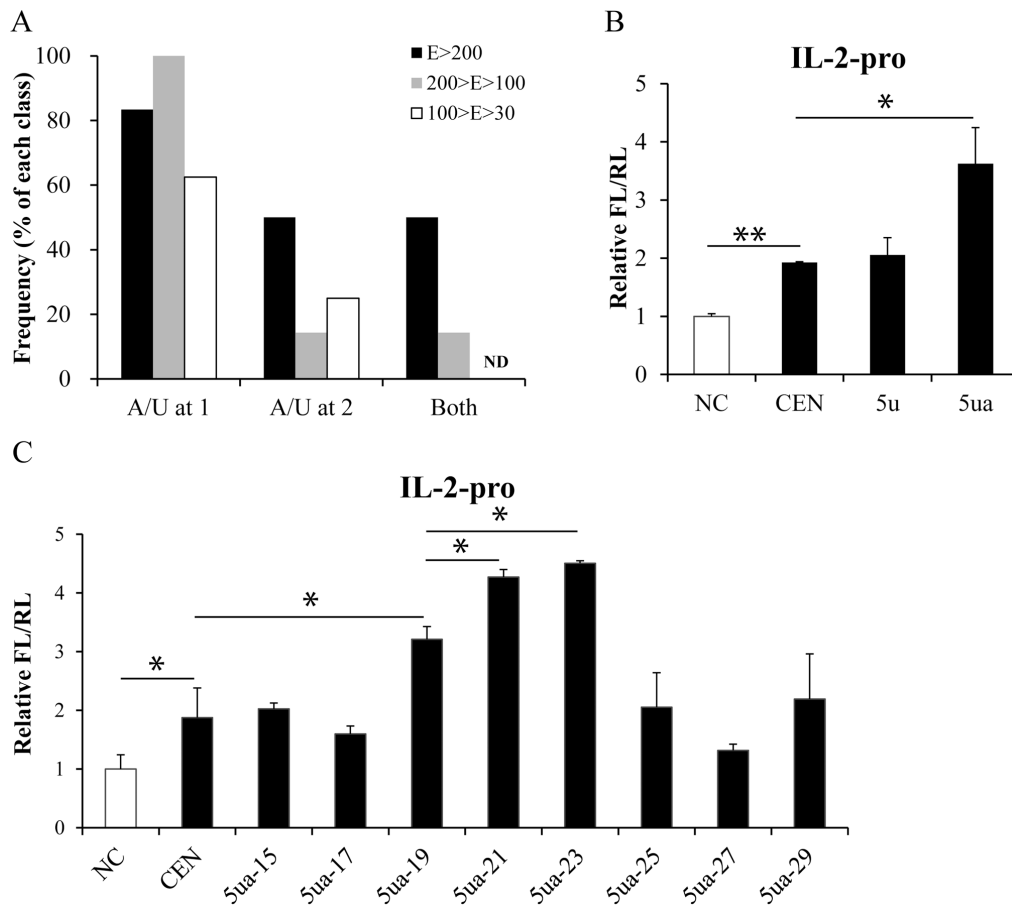 A
Frequency (% of each class)
100
80
60
40
20
0
E>200
200>E>100
100>E>30
ND
A/U at 1
A/U at 2
Both
B
IL-2-pro
Relative FL/RL
5
4
3
2
1
0
**
*
NC
CEN
5u
5ua
C
IL-2-pro
Relative FL/RL
5
4
3
2
1
0
*
*
*
*
NC
CEN
5ua-15
5ua-17
5ua-19
5ua-21
5ua-23
5ua-25
5ua-27
5ua-29